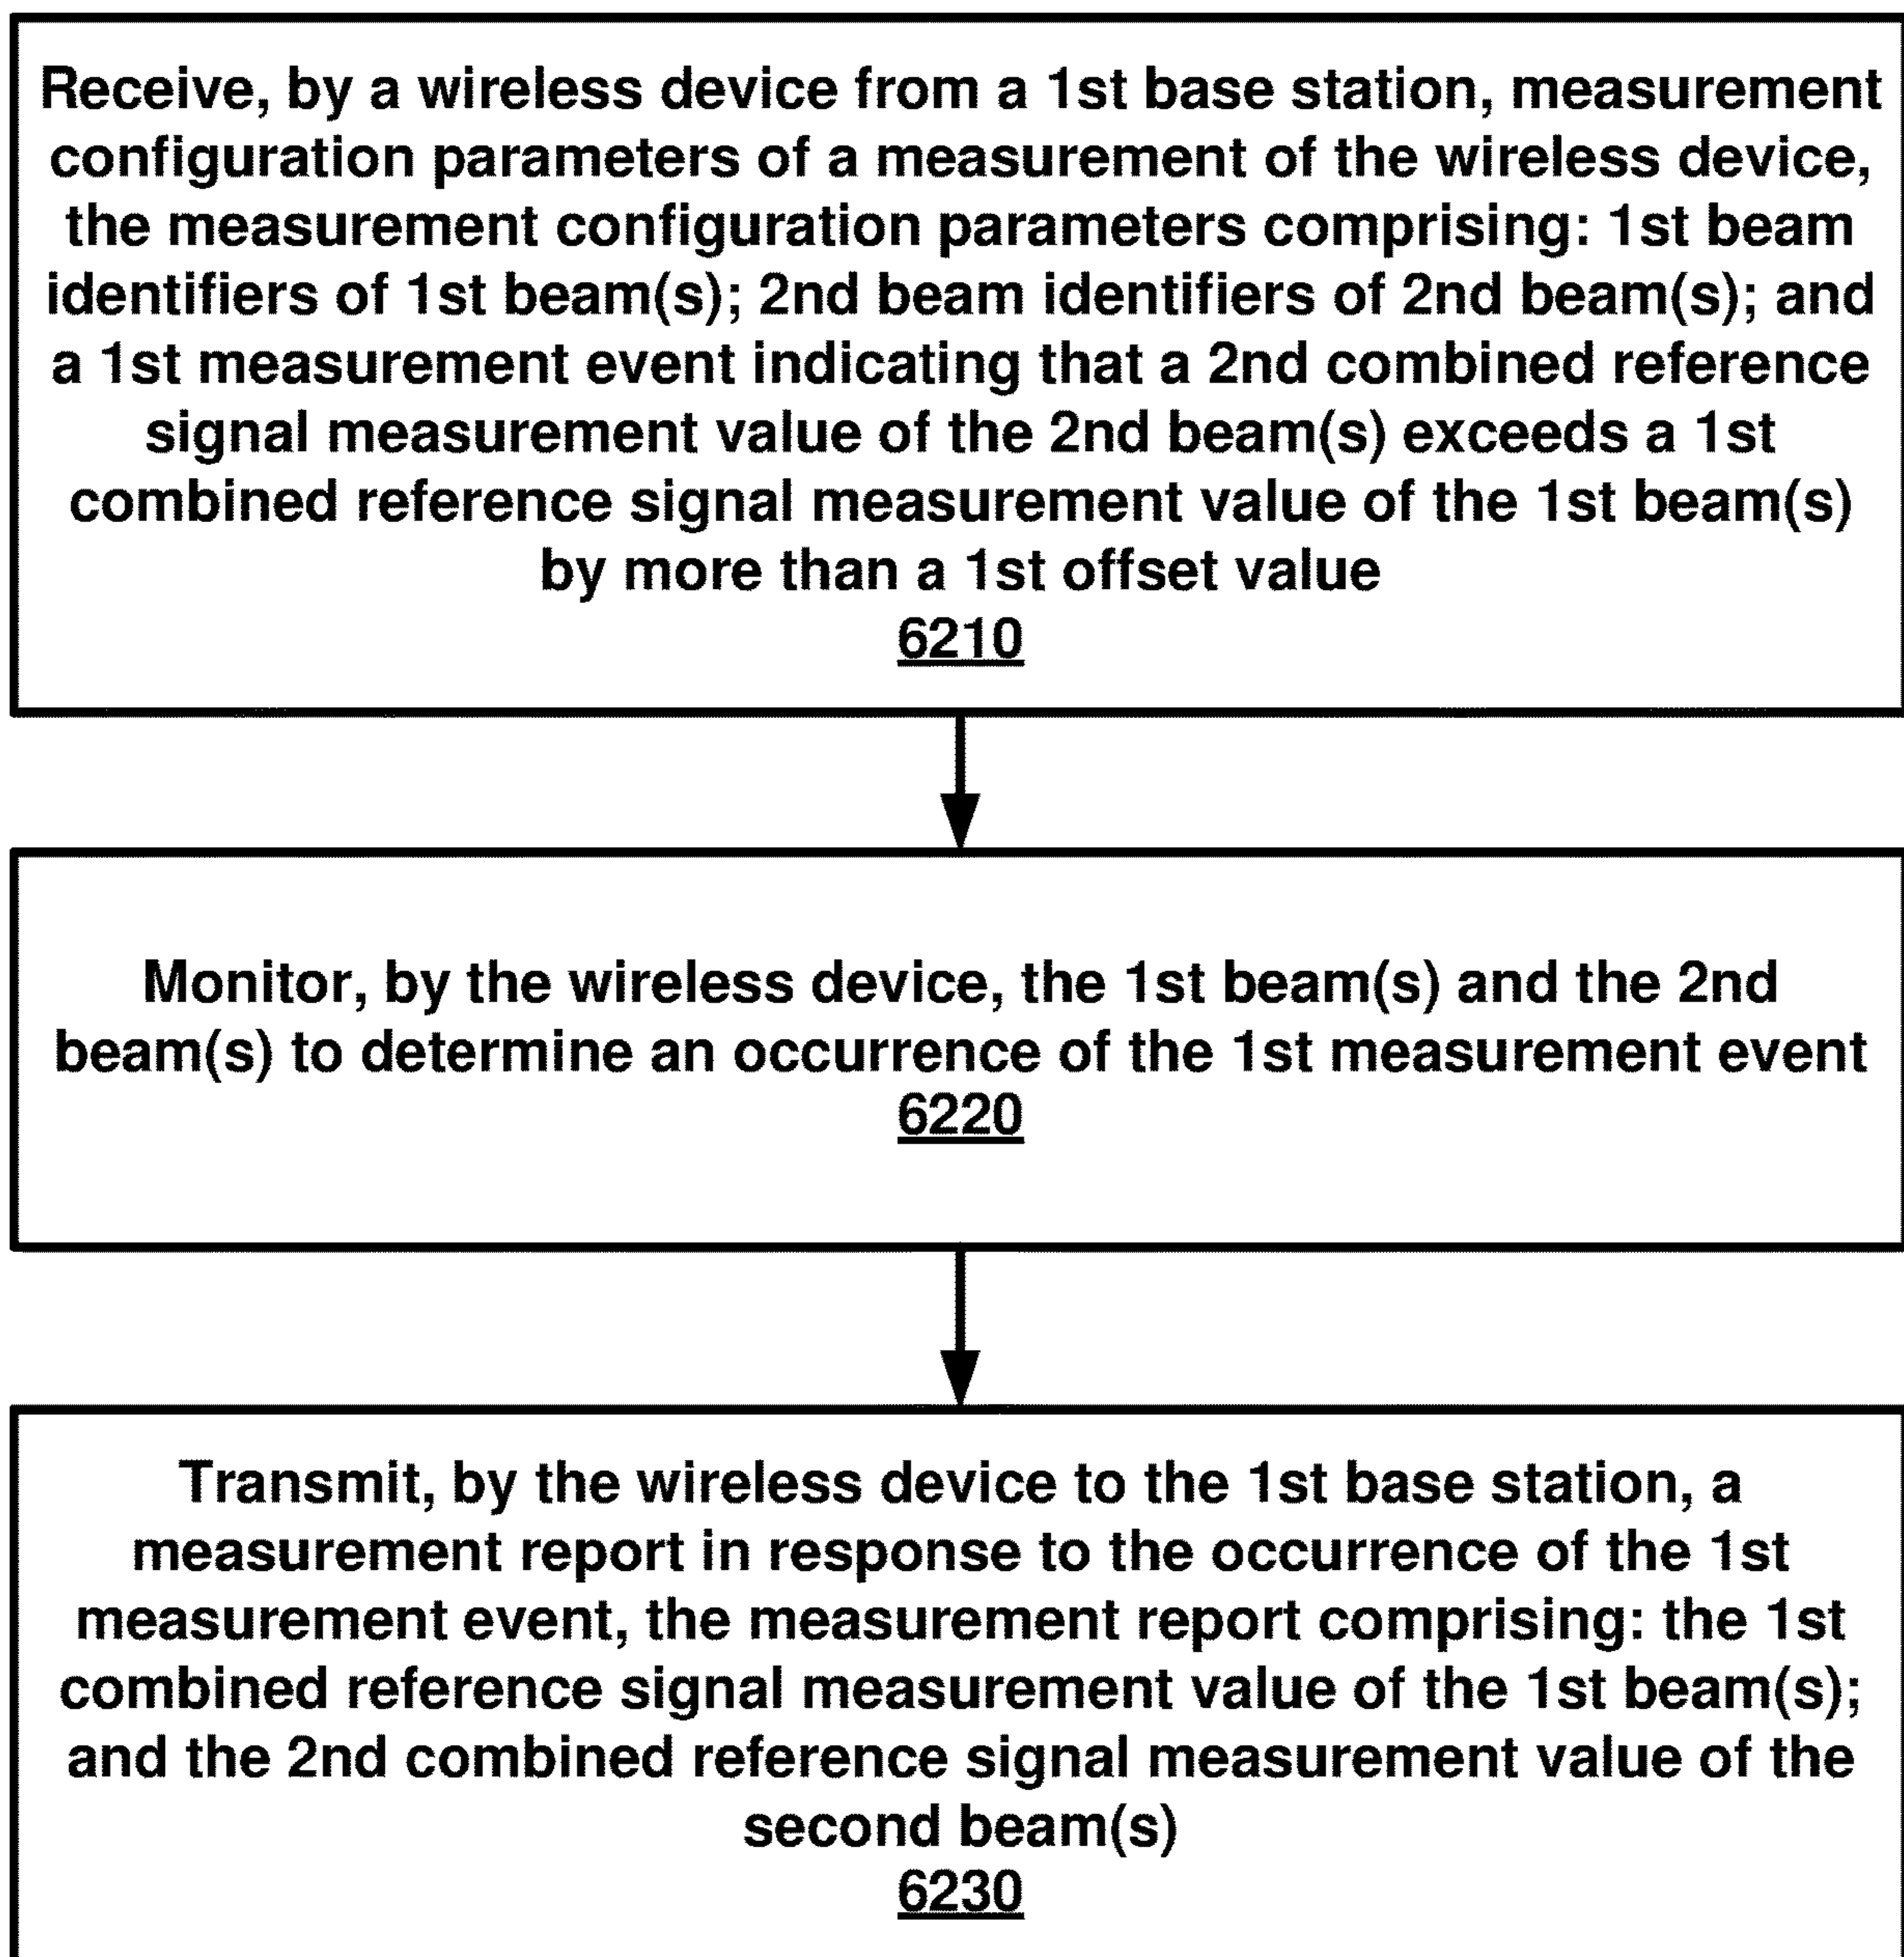 Receive, by a wireless device from a 1st base station, measurement
configuration parameters of a measurement of the wireless device,
the measurement configuration parameters comprising: 1st beam
identifiers of 1st beam(s); 2nd beam identifiers of 2nd beam(s); and
a 1st measurement event indicating that a 2nd combined reference
signal measurement value of the 2nd beam(s) exceeds a 1st
combined reference signal measurement value of the 1st beam(s)
by more than a 1st offset value
6210
Monitor, by the wireless device, the 1st beam(s) and the 2nd
beam(s) to determine an occurrence of the 1st measurement event
6220
Transmit, by the wireless device to the 1st base station, a
measurement report in response to the occurrence of the 1st
measurement event, the measurement report comprising: the 1st
combined reference signal measurement value of the 1st beam(s);
and the 2nd combined reference signal measurement value of the
second beam(s)
6230